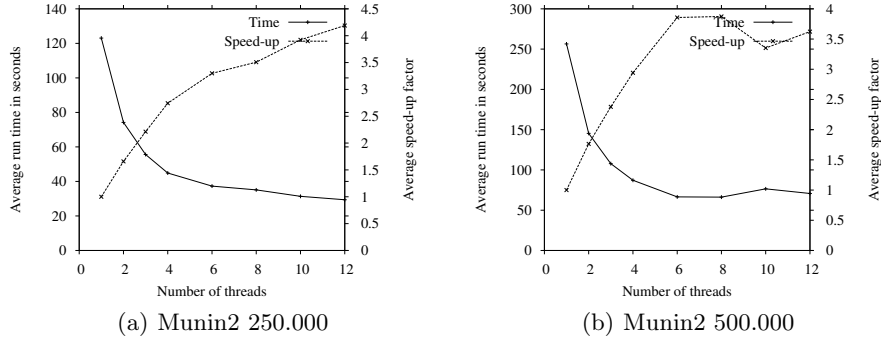 Average run time in seconds
140
120
100
80
60
40
20
0
Time
Speed-up
4.5
4
3.5
3
2.5
2
1.5
1
0.5
0
Average speed-up factor
0 2 4 6 8 10 12
Number of threads
(a) Munin2 250.000
Average run time in seconds
300
250
200
150
100
50
0
Time
Speed-up
4
3.5
3
2.5
2
1.5
1
0.5
0
Average speed-up factor
0 2 4 6 8 10 12
Number of threads
(b) Munin2 500.000